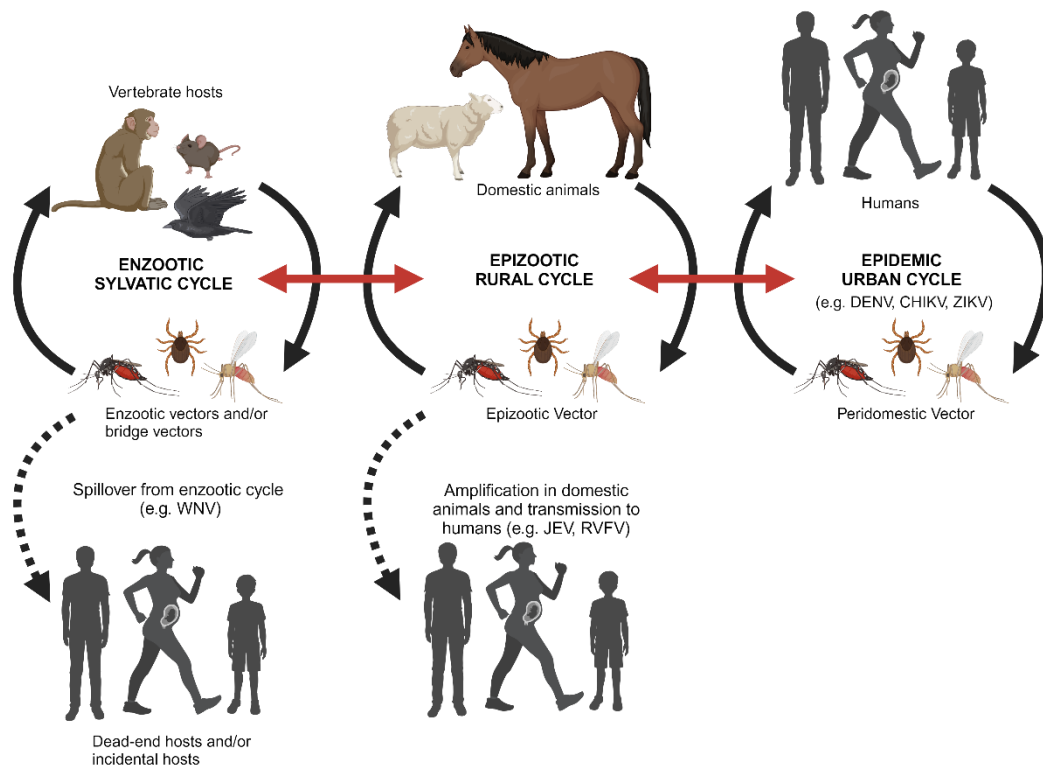 Vertebrate hosts
ENZOOTIC
SYLVATIC CYCLE
Enzootic vectors and/or
bridge vectors
Spillover from enzootic cycle
(e.g. WNV)
Dead-end hosts and/or
incidental hosts
Domestic animals
EPIZOOTIC
RURAL CYCLE
Epizootic Vector
Amplification in domestic
animals and transmission to
humans (e.g. JEV, RVFV)
Humans
EPIDEMIC
URBAN CYCLE
(e.g. DENV, CHIKV, ZIKV)
Peridomestic Vector